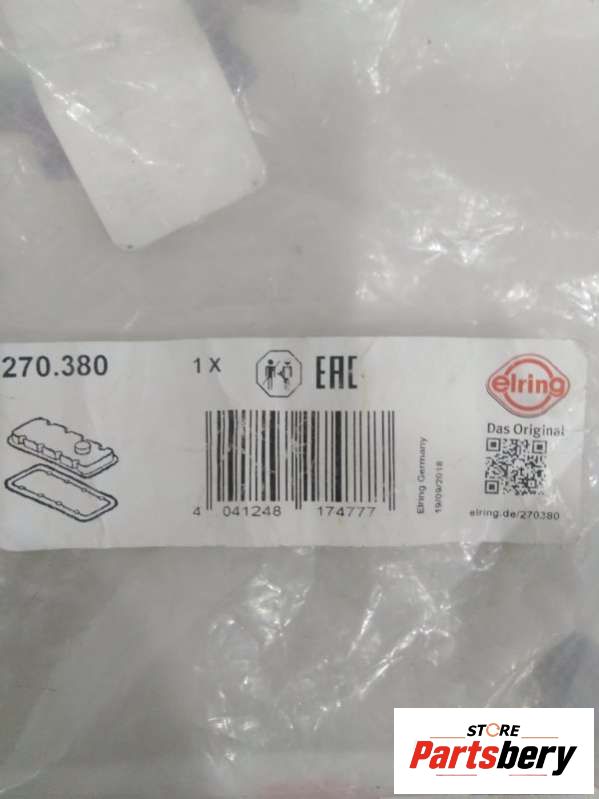 270.380
1 X
EAC
elring
Das Original
4 041248 174777
Elring Germany
19/09/2018
elring.de/270380
STORE
Partsbery